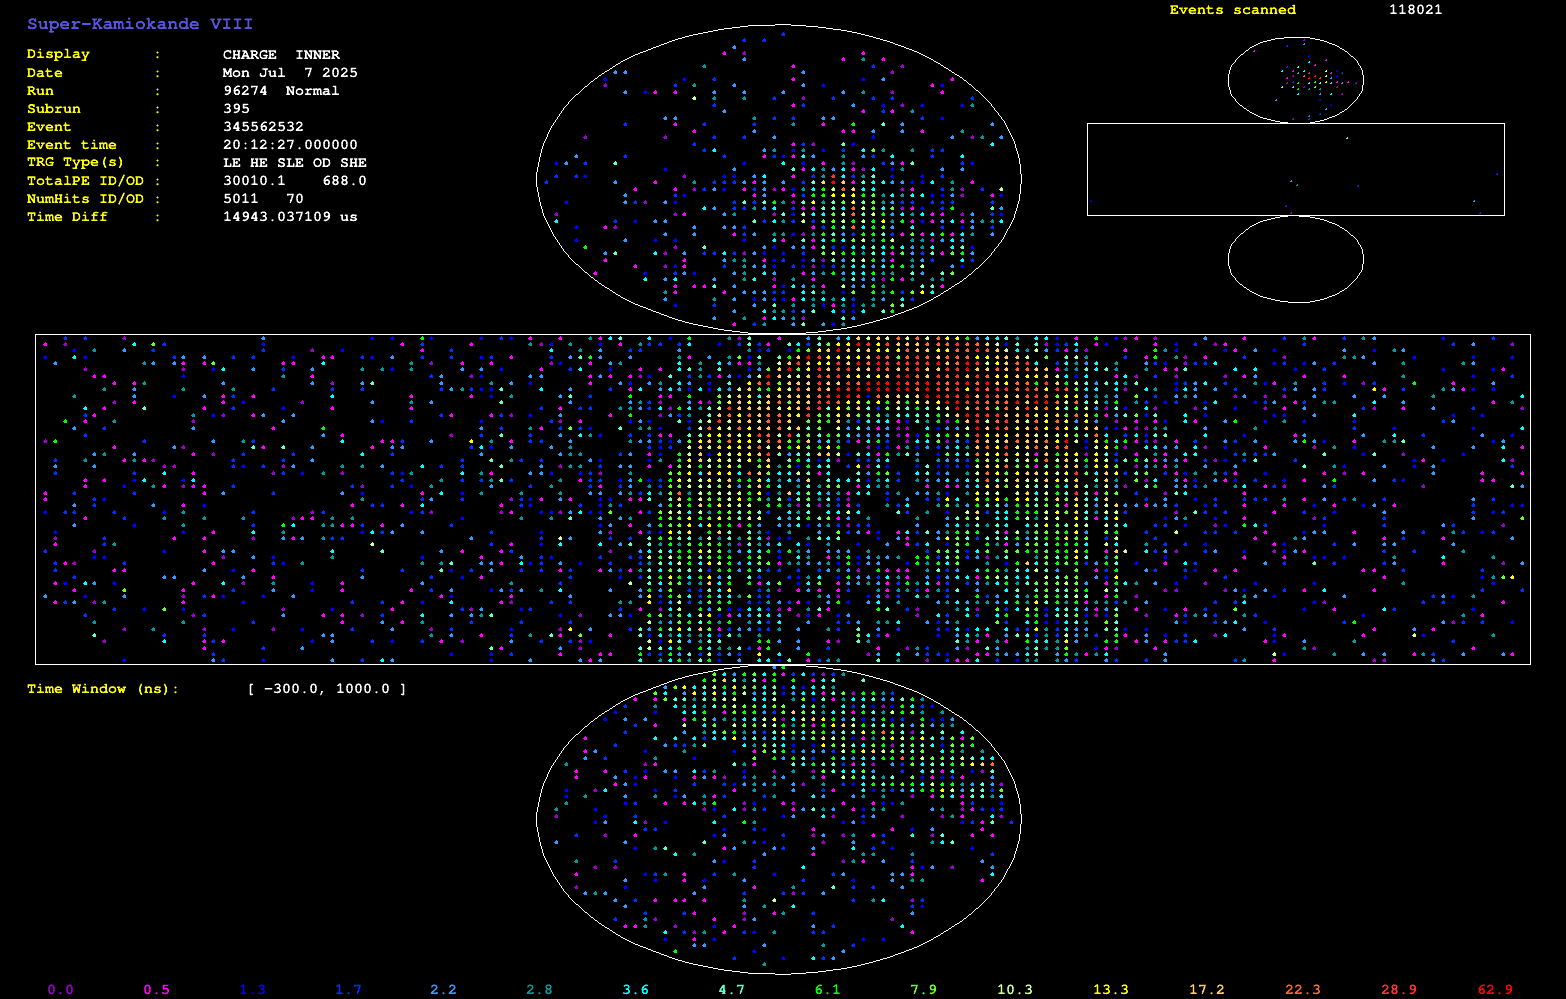 Super-Kamiokande VIII
Events scanned 118021
Display : CHARGE INNER
Date : Mon Jul 7 2025
Run : 96274 Normal
Subrun : 395
Event : 345562532
Event time : 20:12:27.000000
TRG Type(s) : LE HE SLE OD SHE
TotalPE ID/OD : 30010.1 688.0
NumHits ID/OD : 5011 70
Time Diff : 14943.037109 us
Time Window (ns): [ -300.0, 1000.0 ]
0.0 0.5 1.3 1.7 2.2 2.8 3.6 4.7 6.1 7.9 10.3 13.3 17.2 22.3 28.9 62.9